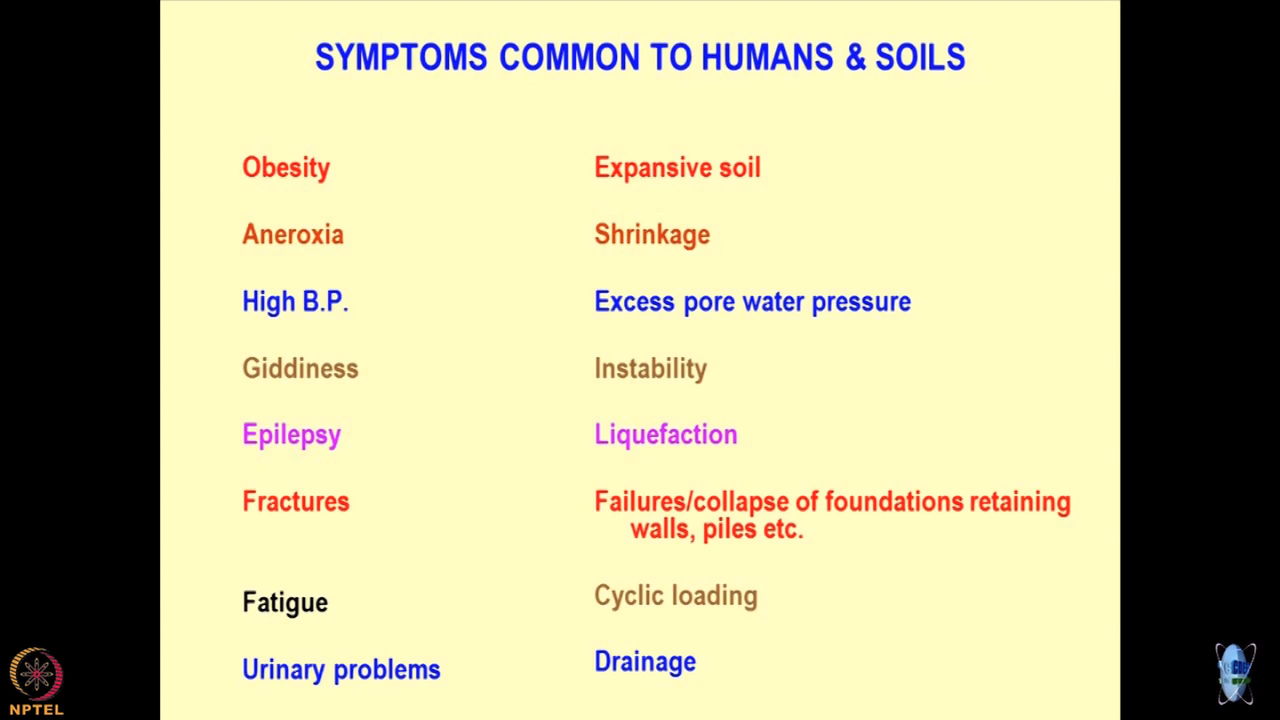 SYMPTOMS COMMON TO HUMANS & SOILS
Obesity Expansive soil
Aneroxia Shrinkage
High B.P. Excess pore water pressure
Giddiness Instability
Epilepsy Liquefaction
Fractures Failures/collapse of foundations retaining
walls, piles etc.
Fatigue Cyclic loading
Urinary problems Drainage
NPTEL